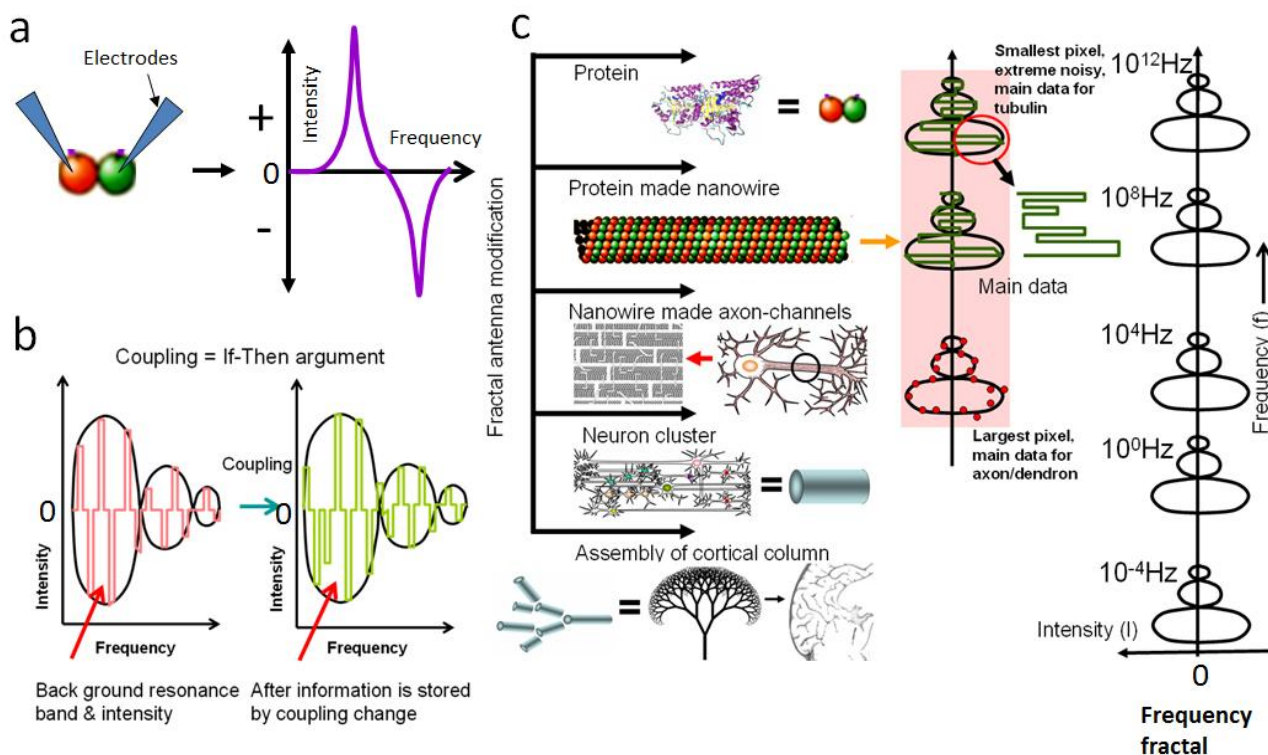 a
Electrodes
+
0
-
Intensity
Frequency
b
Coupling = If-Then argument
0
Intensity
Frequency
Coupling
0
Intensity
Frequency
Back ground resonance
band & intensity
After information is stored
by coupling change
c
Fractal antenna modification
Protein
=
Protein made nanowire
Nanowire made axon-channels
Neuron cluster
=
Assembly of cortical column
=
Smallest pixel,
extreme noisy,
main data for
tubulin
Main data
Largest pixel,
main data for
axon/dendron
10¹²Hz
10⁸Hz
10⁴Hz
10⁰Hz
10⁻⁴Hz
Frequency (f)
Intensity (I)
0
Frequency
fractal